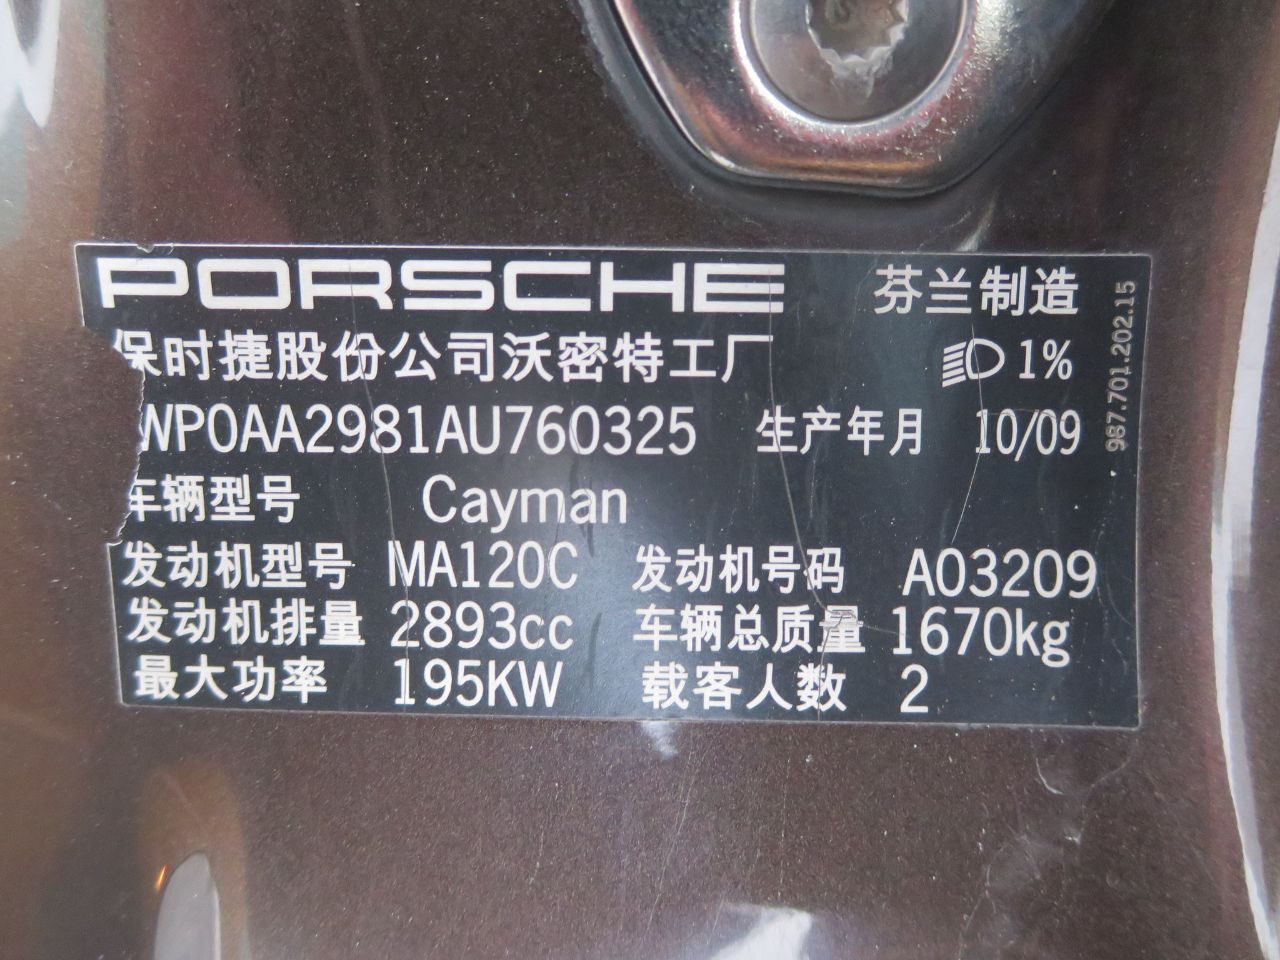 PORSCHE 芬兰制造
保时捷股份公司沃密特工厂 1%
WP0AA2981AU760325 生产年月 10/09
车辆型号 Cayman
发动机型号 MA120C 发动机号码 A03209
发动机排量 2893cc 车辆总质量 1670kg
最大功率 195KW 载客人数 2
987.701.202.15